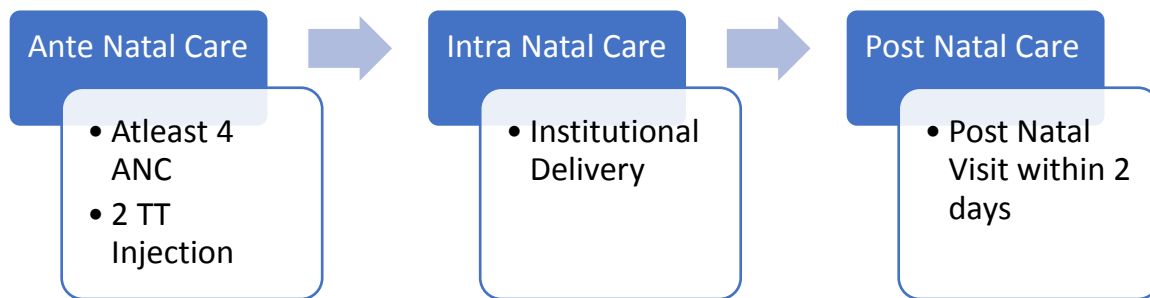 Ante Natal Care
• Atleast 4
ANC
• 2 TT
Injection
Intra Natal Care
• Institutional
Delivery
Post Natal Care
• Post Natal
Visit within 2
days